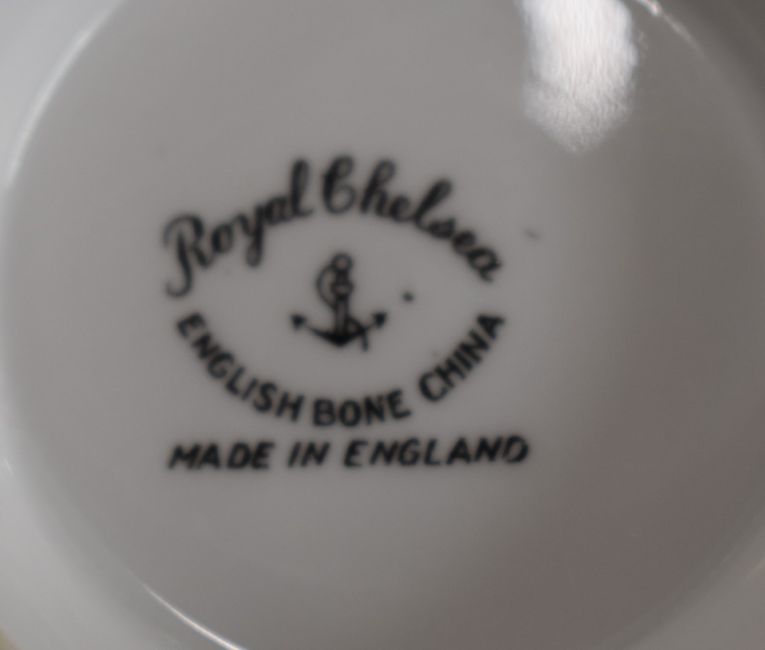 Royal Chelsea
ENGLISH BONE CHINA
MADE IN ENGLAND